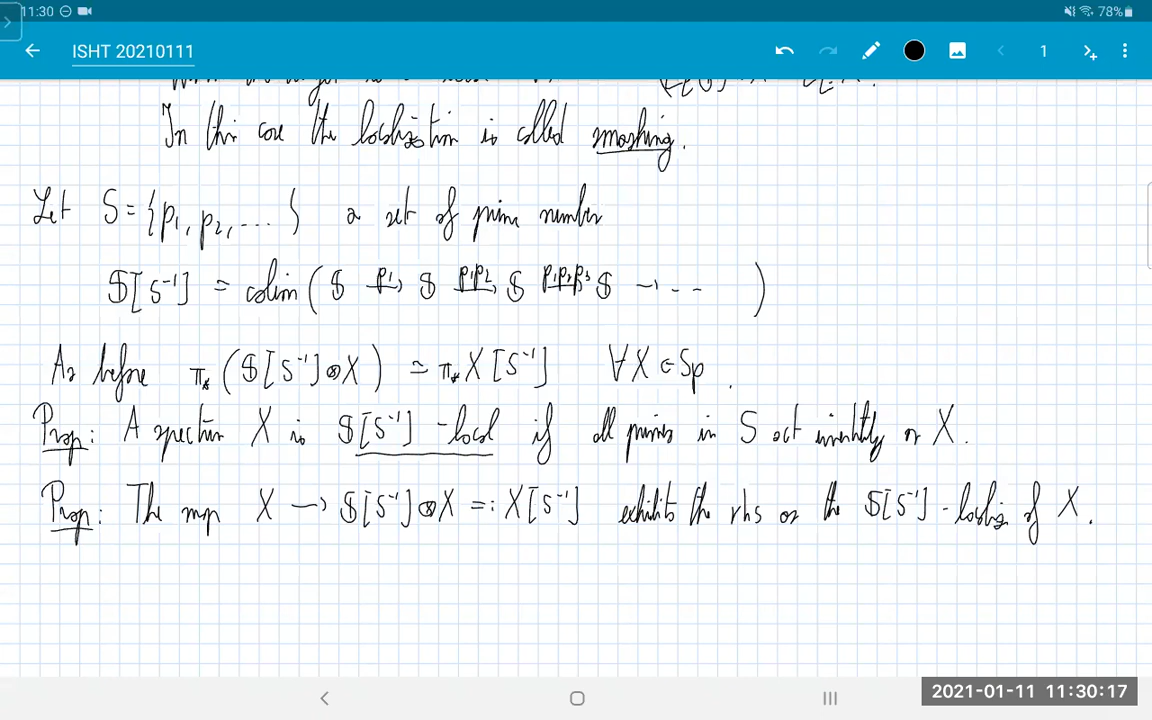 11:30 78%
ISHT 20210111 1
In this case the localization is called smashing.
Let S = {p₁, p₂, ... } a set of prime number
$[S⁻¹] = colim ( $ —p₁→ $ —p₁p₂→ $ —p₁p₂p₃→ $ → ... )
As before π⁎($[S⁻¹]⊗X) ≃ π⁎X[S⁻¹] ∀X∈Sp.
Prop: A spectrum X is $[S⁻¹]-local if all primes in S act invertibly on X.
Prop: The map X → $[S⁻¹]⊗X =: X[S⁻¹] exhibits the rhs as the $[S⁻¹]-localiz of X.
2021-01-11 11:30:17